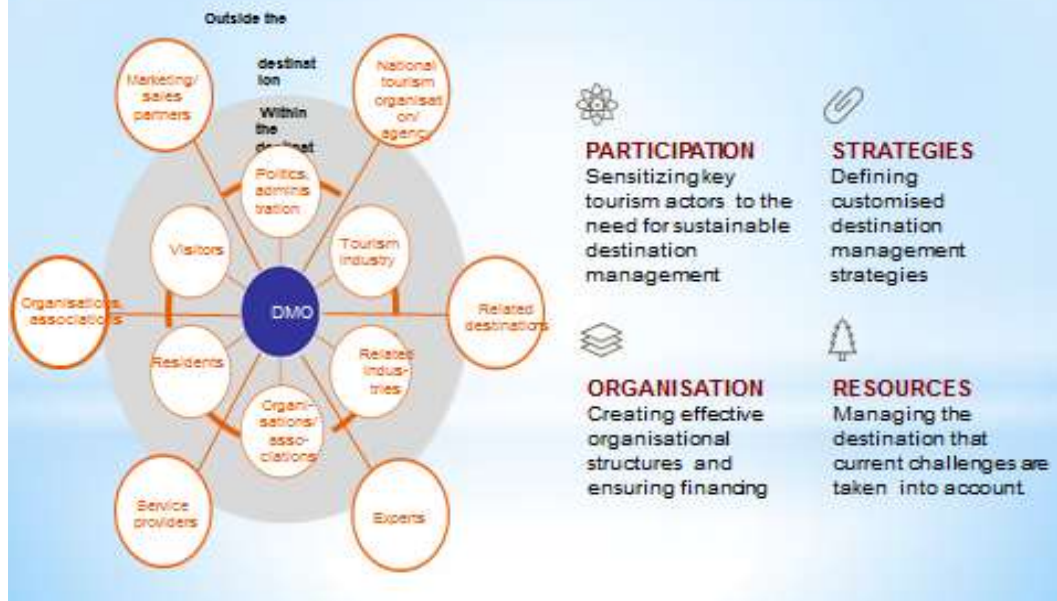 Outside the
destinat
ion
Within
the
Marketing/
sales
partners
National
tourism
organisat
ion/
agency
Politics,
adminis
tration
Visitors
Tourism
industry
Organisations,
associations
DMO
Related
destinations
Residents
Related
indus-
tries
Organi-
sations/
asso-
ciations
Service
providers
Experts
PARTICIPATION
Sensitizing key
tourism actors to the
need for sustainable
destination
management
STRATEGIES
Defining
customised
destination
management
strategies
ORGANISATION
Creating effective
organisational
structures and
ensuring financing
RESOURCES
Managing the
destination that
current challenges are
taken into account